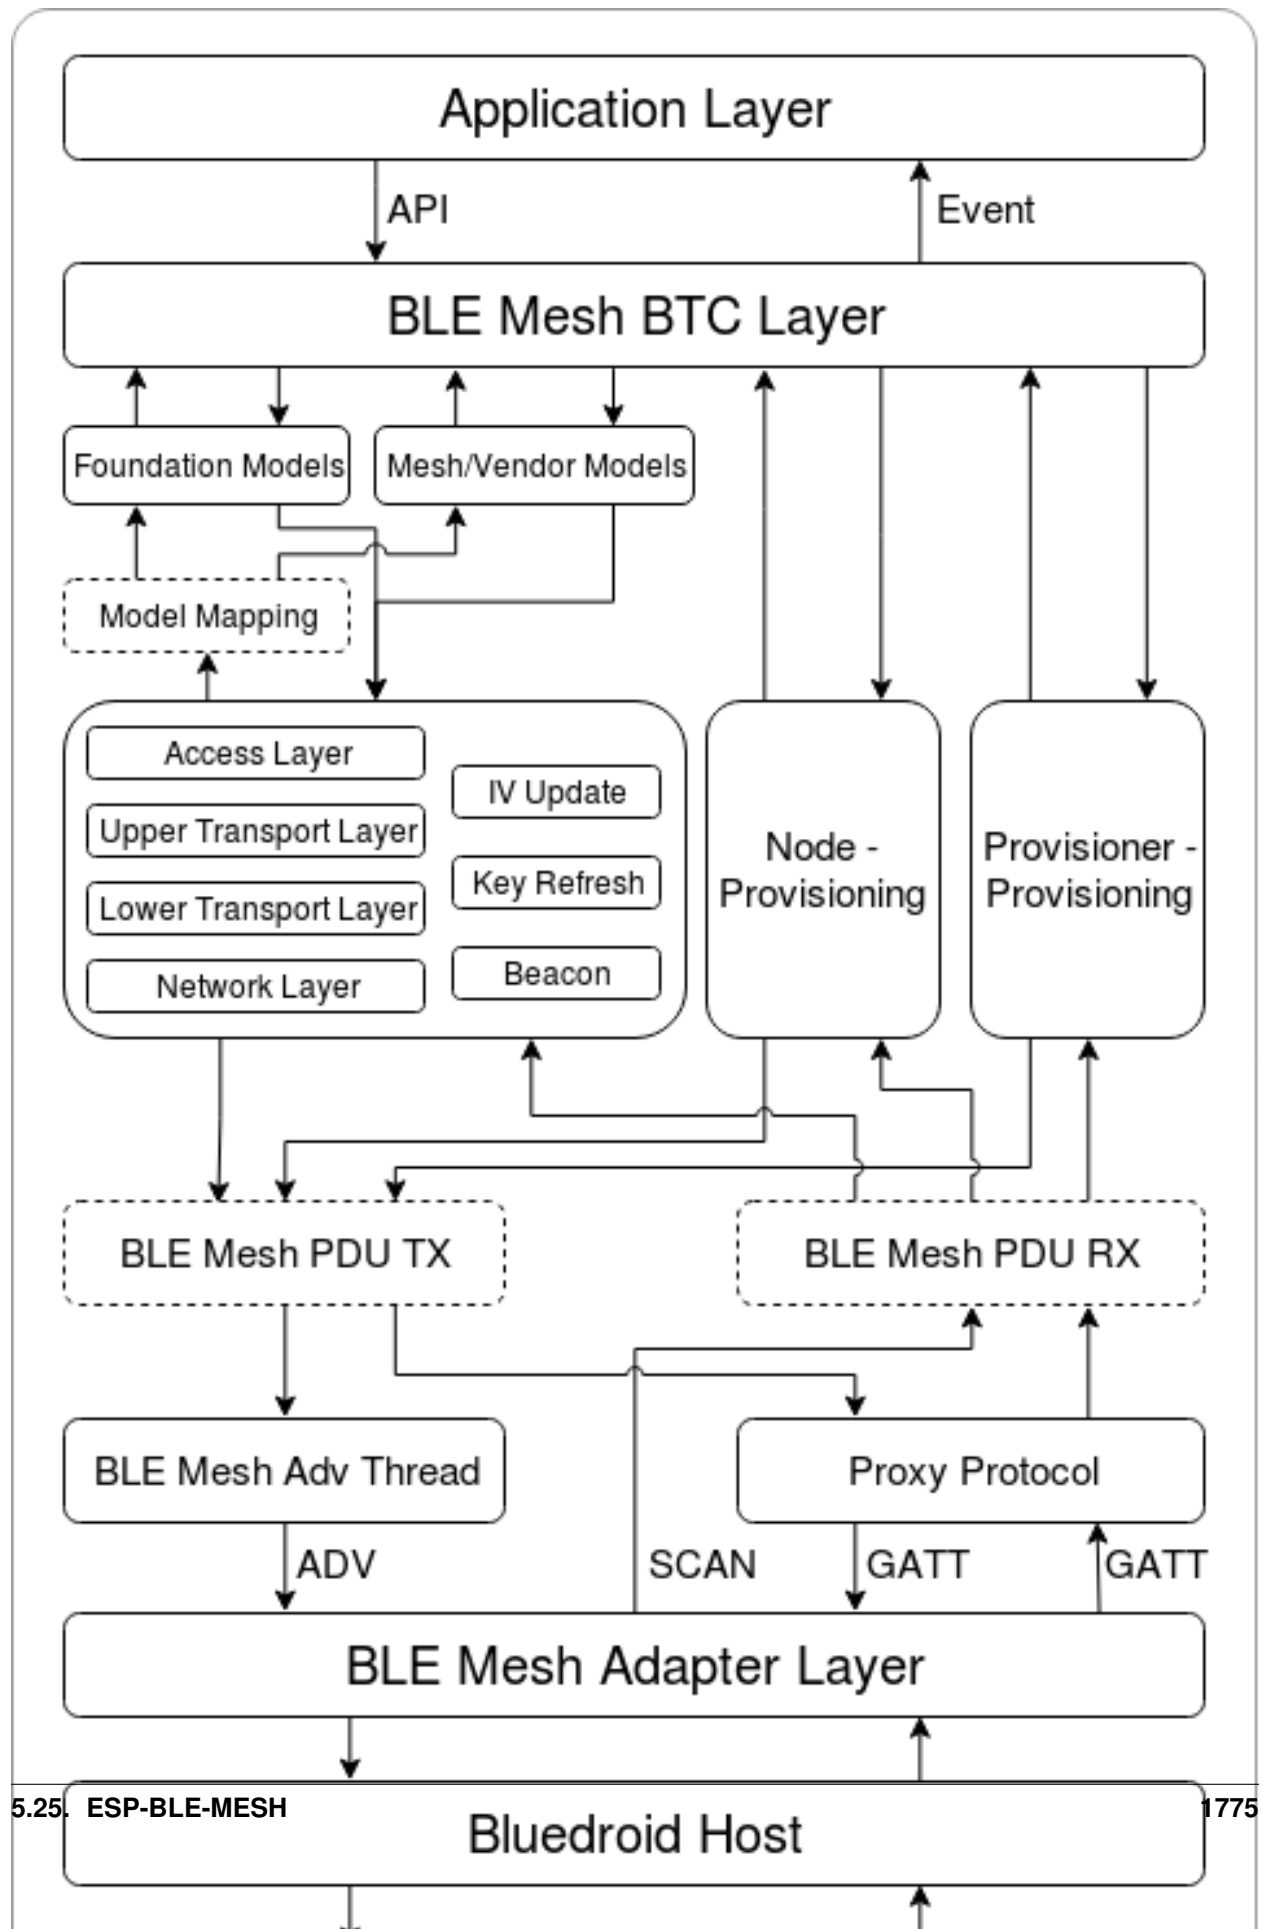 Application Layer
API
Event
BLE Mesh BTC Layer
Foundation Models
Mesh/Vendor Models
Model Mapping
Access Layer
Upper Transport Layer
Lower Transport Layer
Network Layer
IV Update
Key Refresh
Beacon
Node -
Provisioning
Provisioner -
Provisioning
BLE Mesh PDU TX
BLE Mesh PDU RX
BLE Mesh Adv Thread
Proxy Protocol
ADV
SCAN
GATT
GATT
BLE Mesh Adapter Layer
5.25. ESP-BLE-MESH
1775
Bluedroid Host